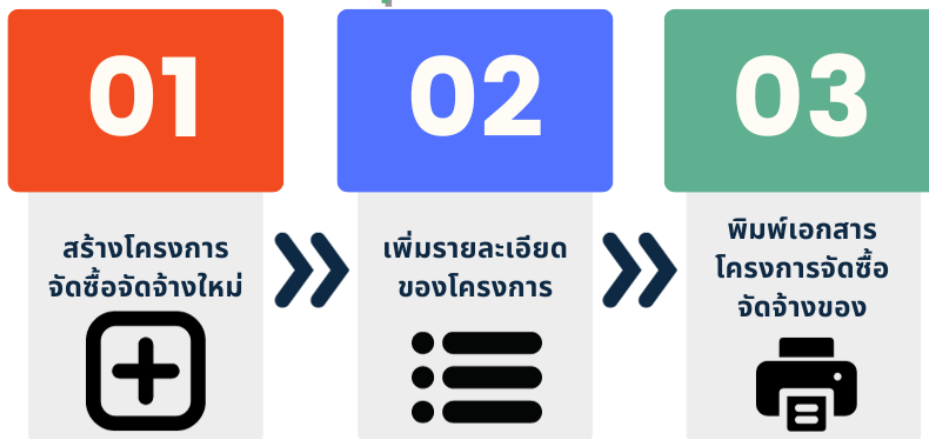 01
สร้างโครงการ
จัดซื้อจัดจ้างใหม่
02
เพิ่มรายละเอียด
ของโครงการ
03
พิมพ์เอกสาร
โครงการจัดซื้อ
จัดจ้างของ